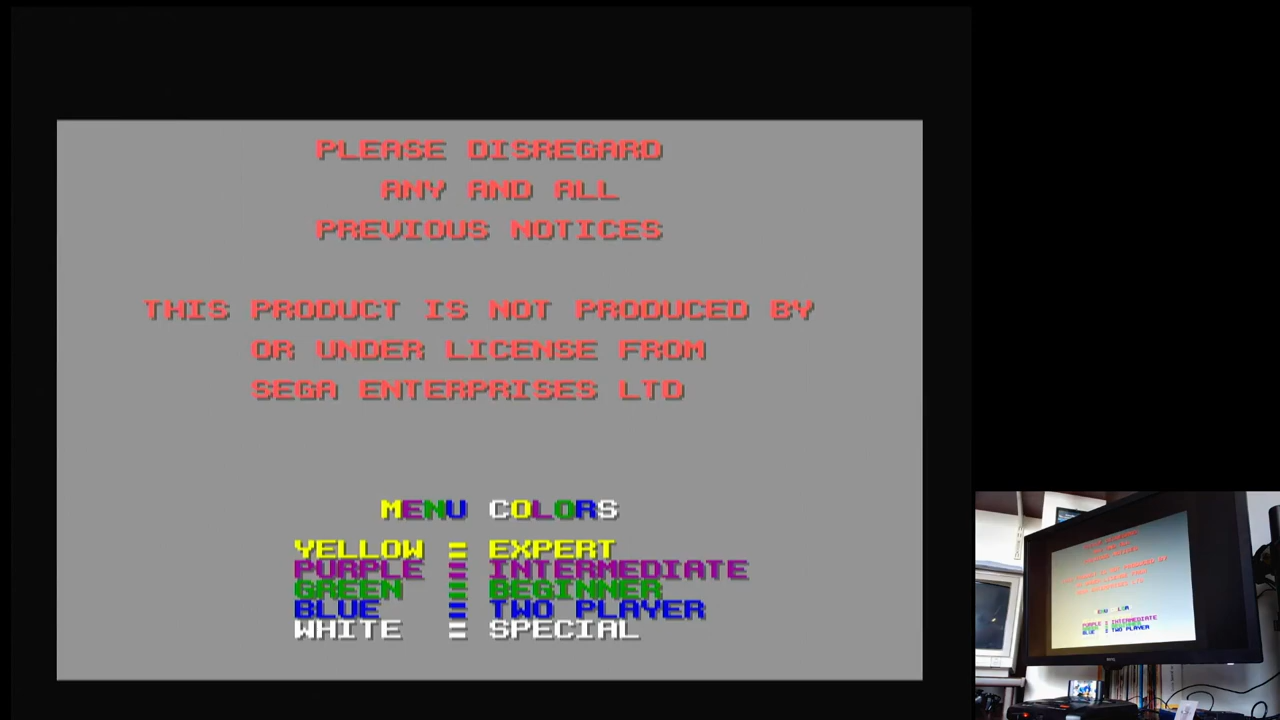 PLEASE DISREGARD
ANY AND ALL
PREVIOUS NOTICES
THIS PRODUCT IS NOT PRODUCED BY
OR UNDER LICENSE FROM
SEGA ENTERPRISES LTD
MENU COLORS
YELLOW = EXPERT
PURPLE = INTERMEDIATE
GREEN = BEGINNER
BLUE = TWO PLAYER
WHITE = SPECIAL